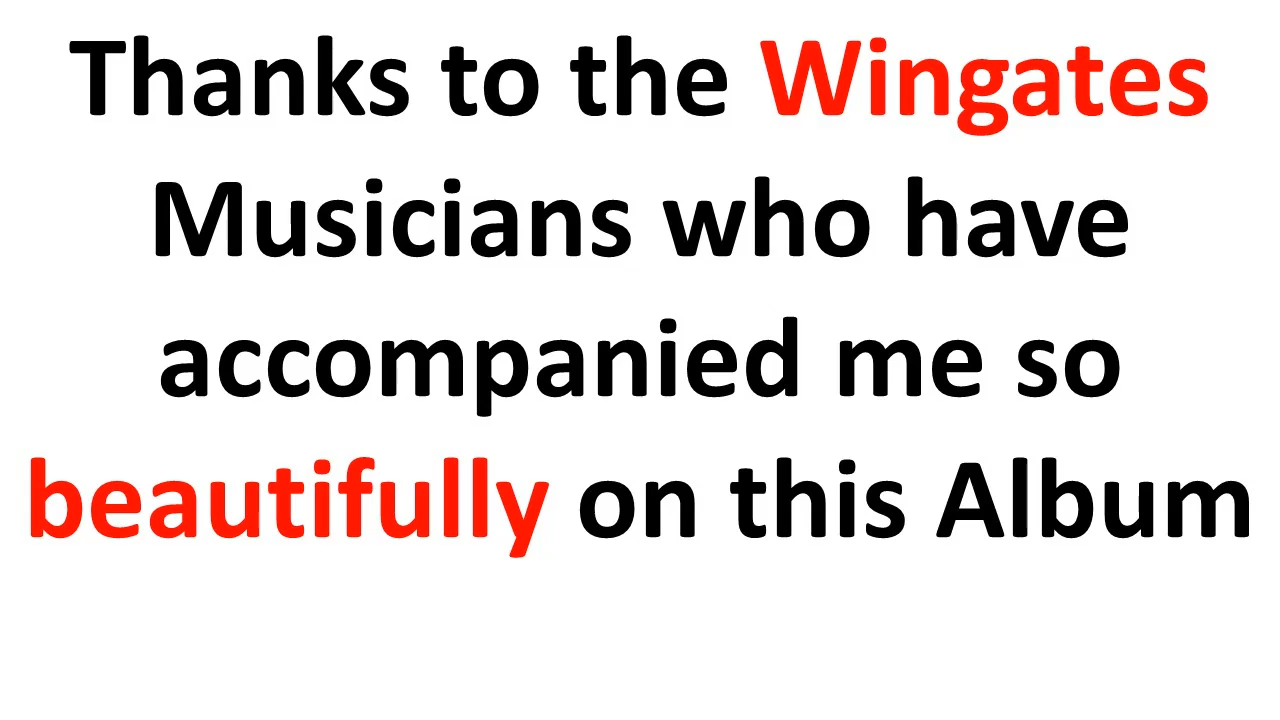 Thanks to the Wingates
Musicians who have
accompanied me so
beautifully on this Album